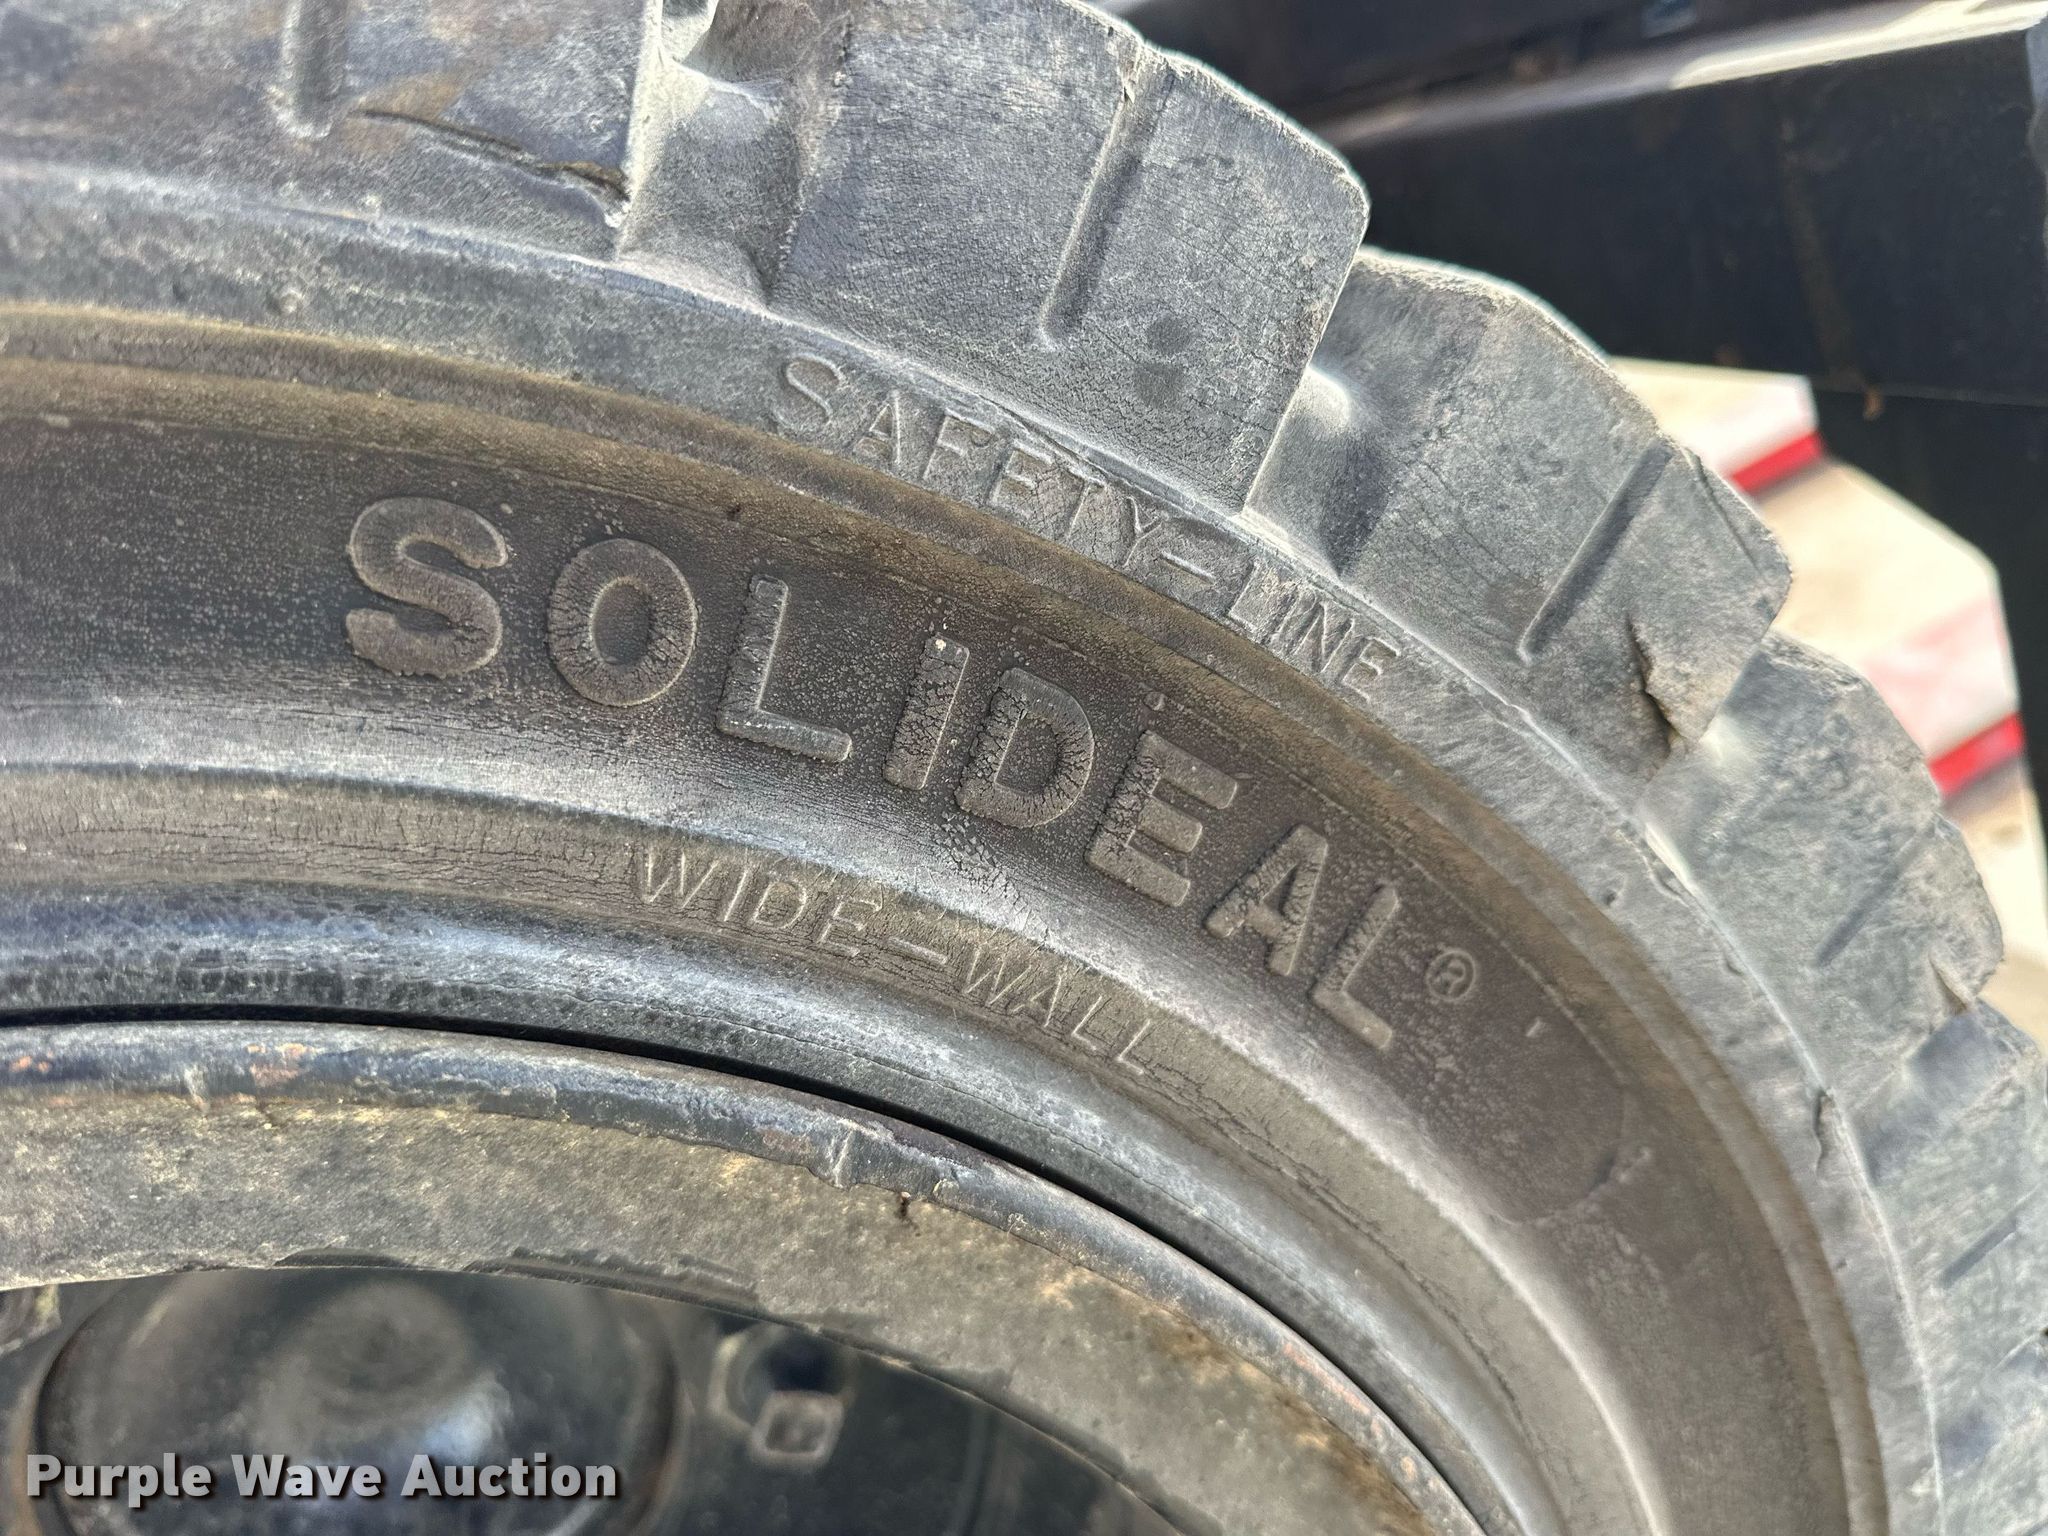 SAFETY-LINE
SOLIDEAL®
WIDE-WALL
Purple Wave Auction